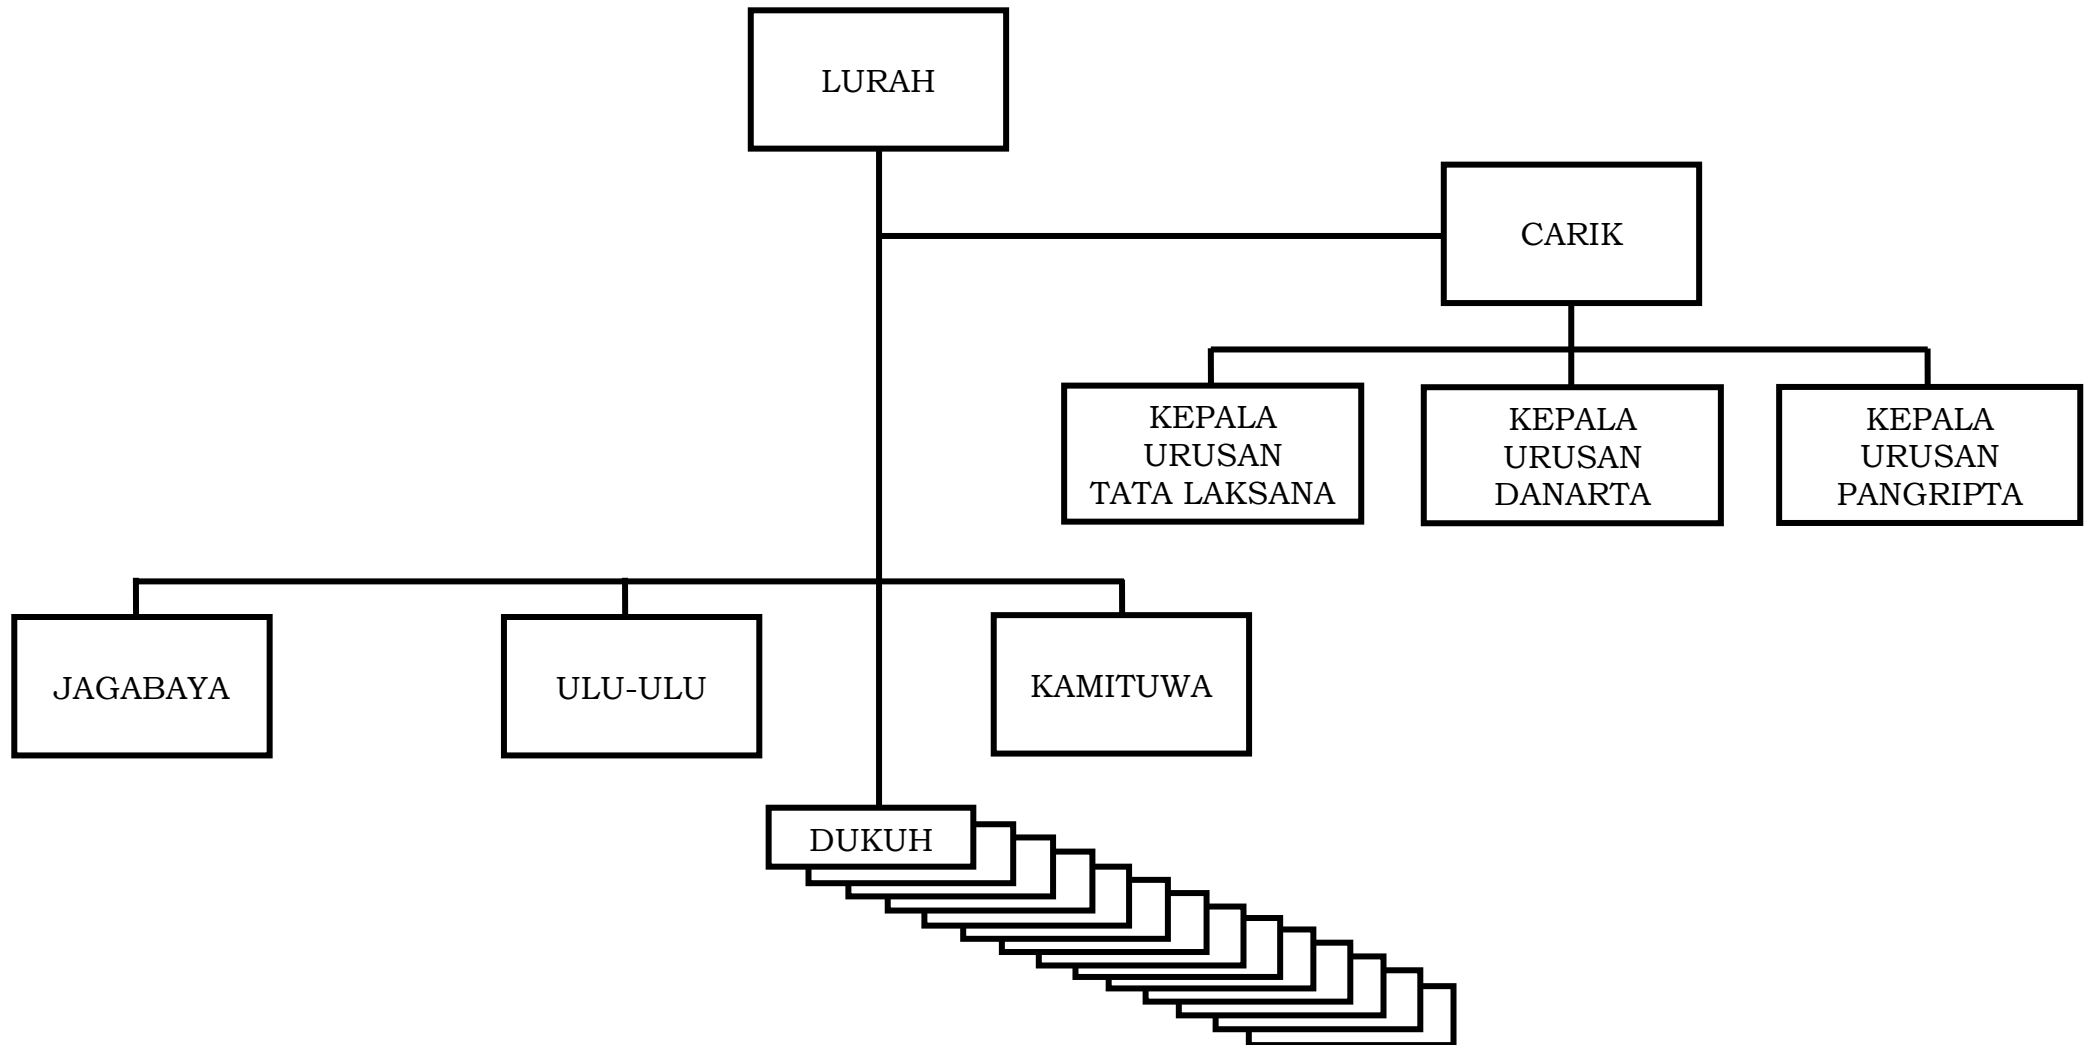 LURAH
CARIK
KEPALA
URUSAN
TATA LAKSANA
KEPALA
URUSAN
DANARTA
KEPALA
URUSAN
PANGRIPTA
JAGABAYA
ULU-ULU
KAMITUWA
DUKUH